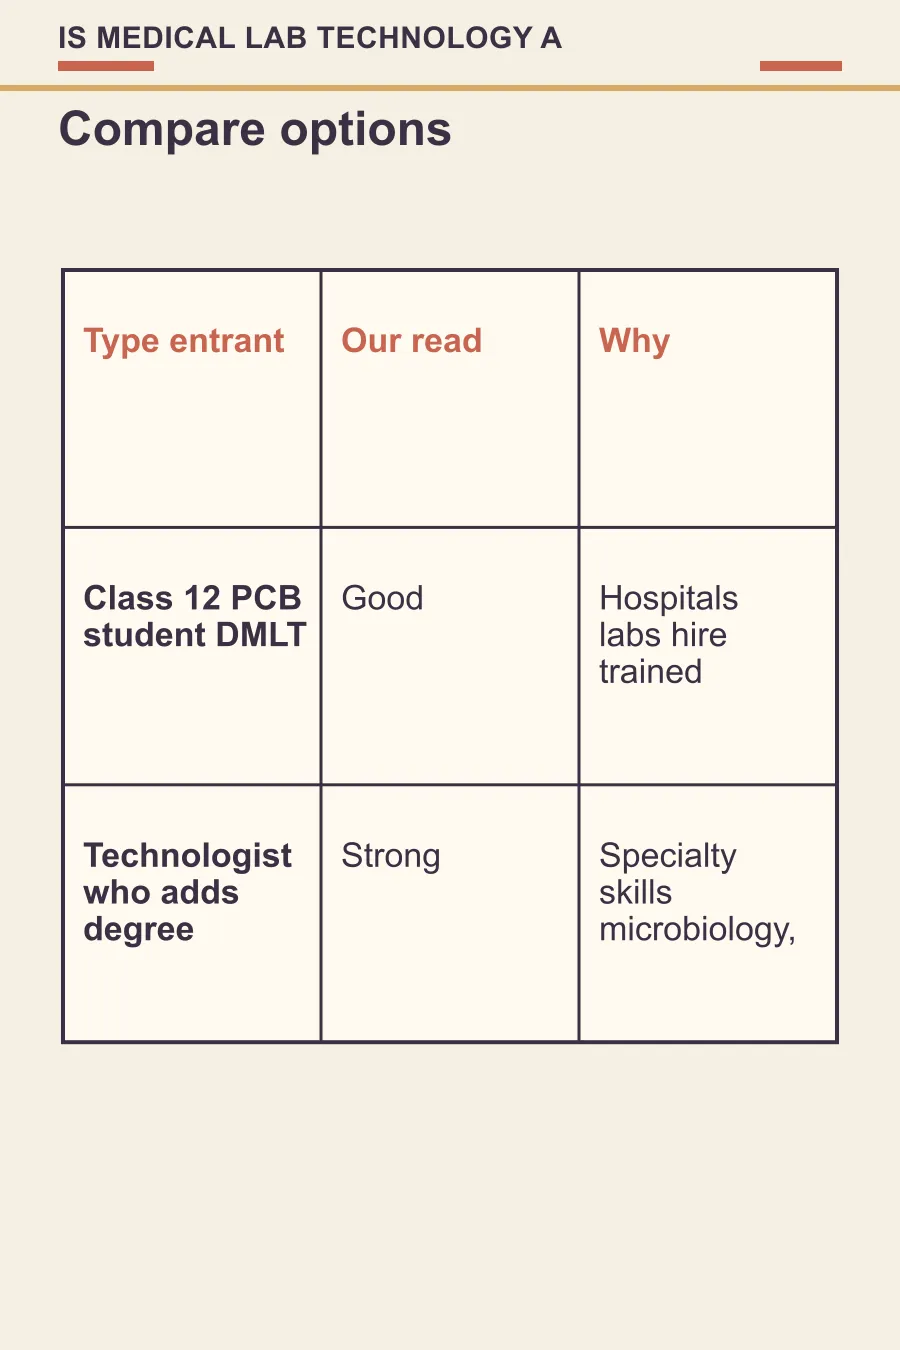 IS MEDICAL LAB TECHNOLOGY A
Compare options
Type entrant
Our read
Why
Class 12 PCB
student DMLT
Good
Hospitals
labs hire
trained
Technologist
who adds
degree
Strong
Specialty
skills
microbiology,